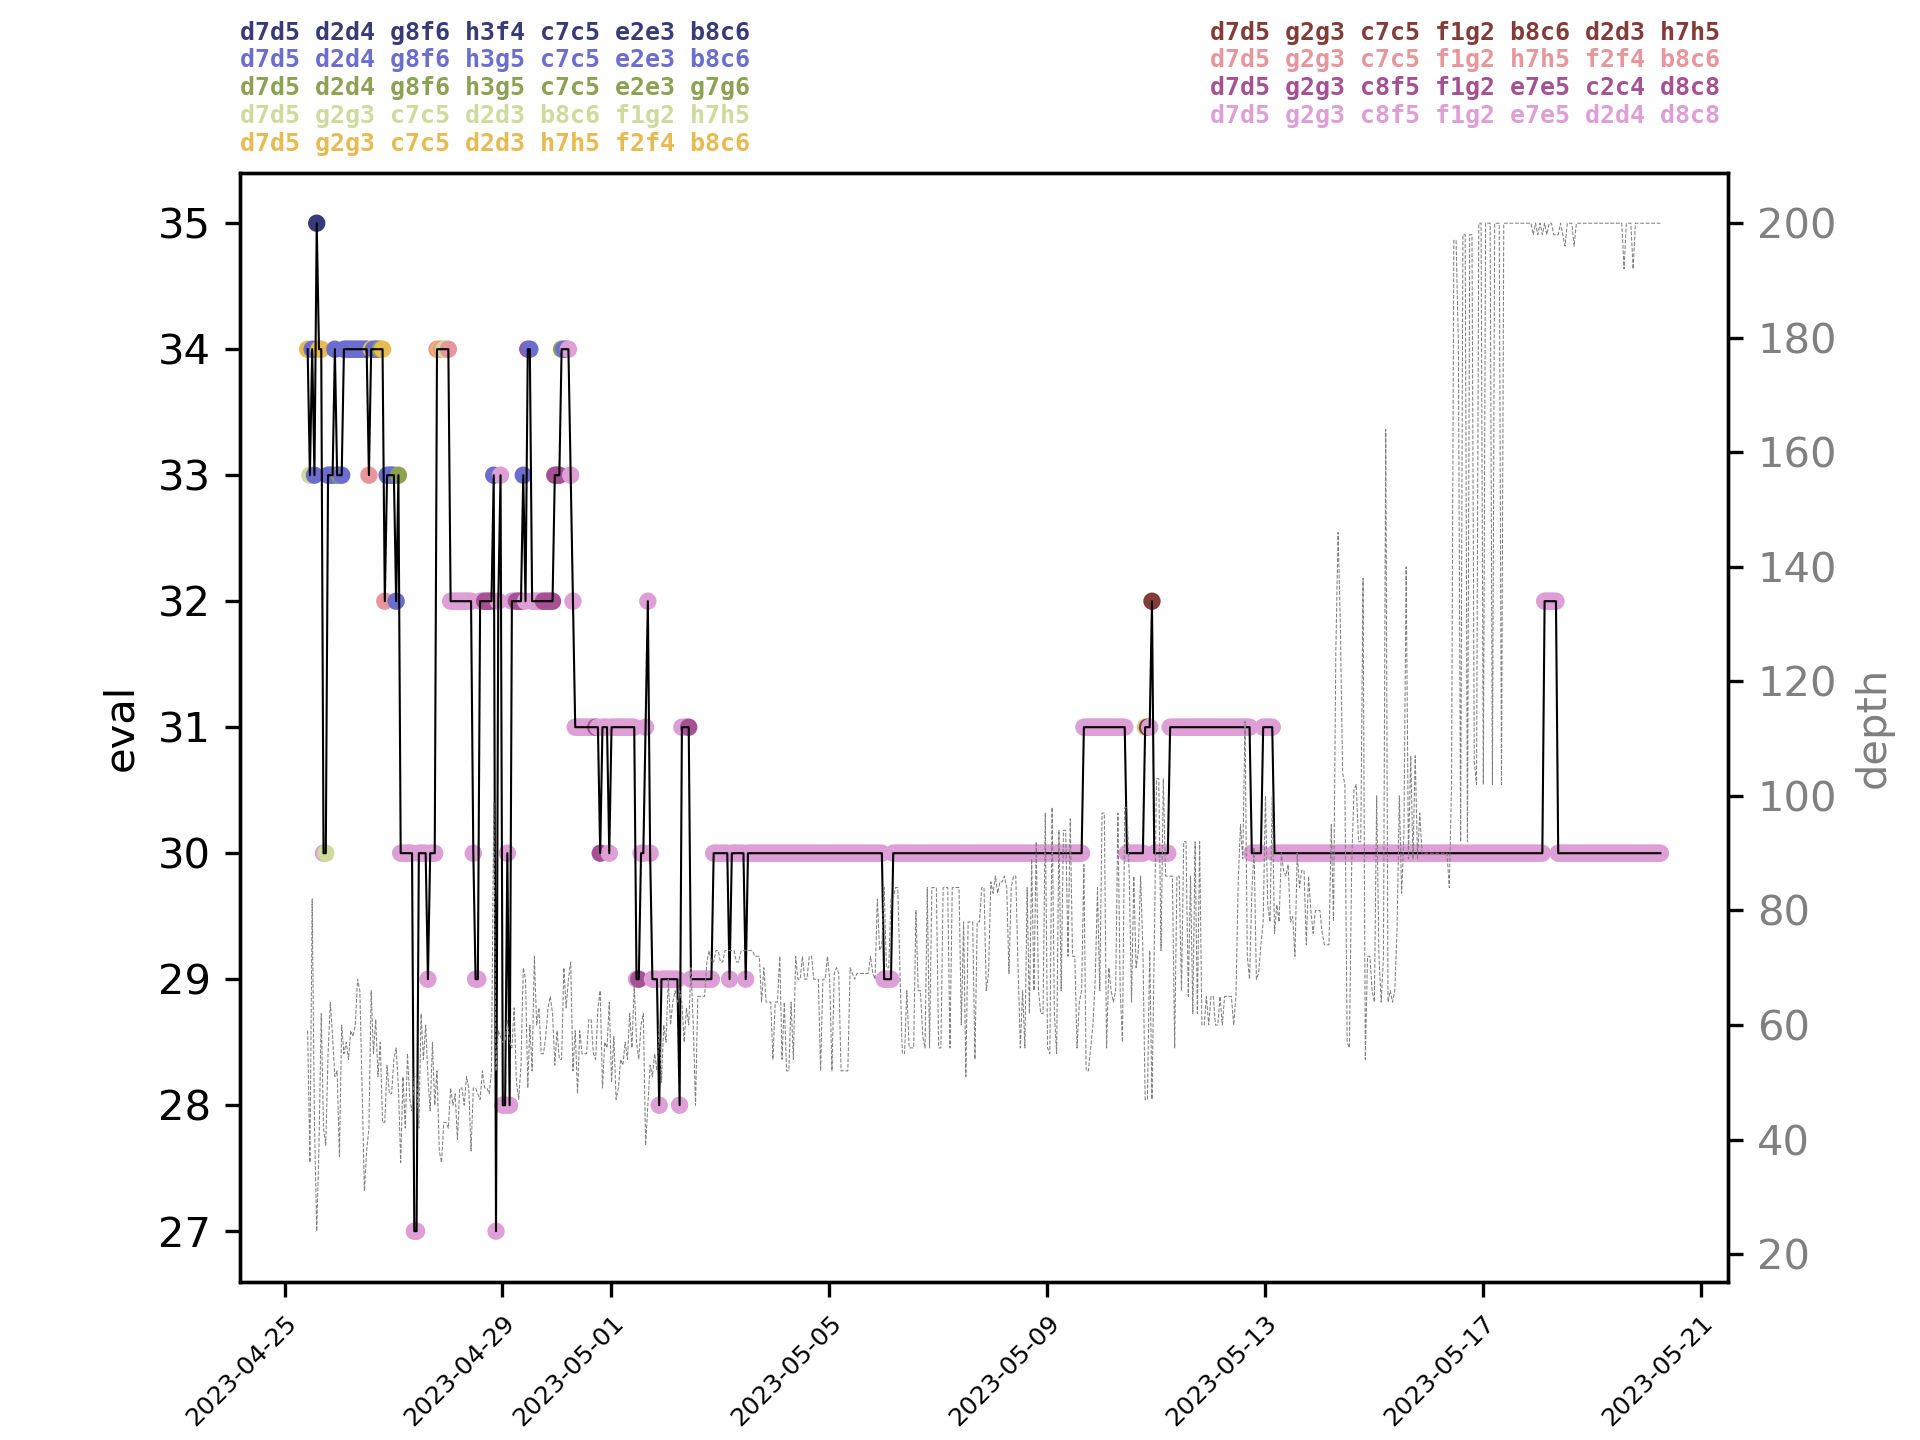 d7d5 d2d4 g8f6 h3f4 c7c5 e2e3 b8c6
d7d5 d2d4 g8f6 h3g5 c7c5 e2e3 b8c6
d7d5 d2d4 g8f6 h3g5 c7c5 e2e3 g7g6
d7d5 g2g3 c7c5 d2d3 b8c6 f1g2 h7h5
d7d5 g2g3 c7c5 d2d3 h7h5 f2f4 b8c6
d7d5 g2g3 c7c5 f1g2 b8c6 d2d3 h7h5
d7d5 g2g3 c7c5 f1g2 h7h5 f2f4 b8c6
d7d5 g2g3 c8f5 f1g2 e7e5 c2c4 d8c8
d7d5 g2g3 c8f5 f1g2 e7e5 d2d4 d8c8
eval
35
34
33
32
31
30
29
28
27
200
180
160
140
120
100
80
60
40
20
depth
2023-04-25
2023-04-29
2023-05-01
2023-05-05
2023-05-09
2023-05-13
2023-05-17
2023-05-21